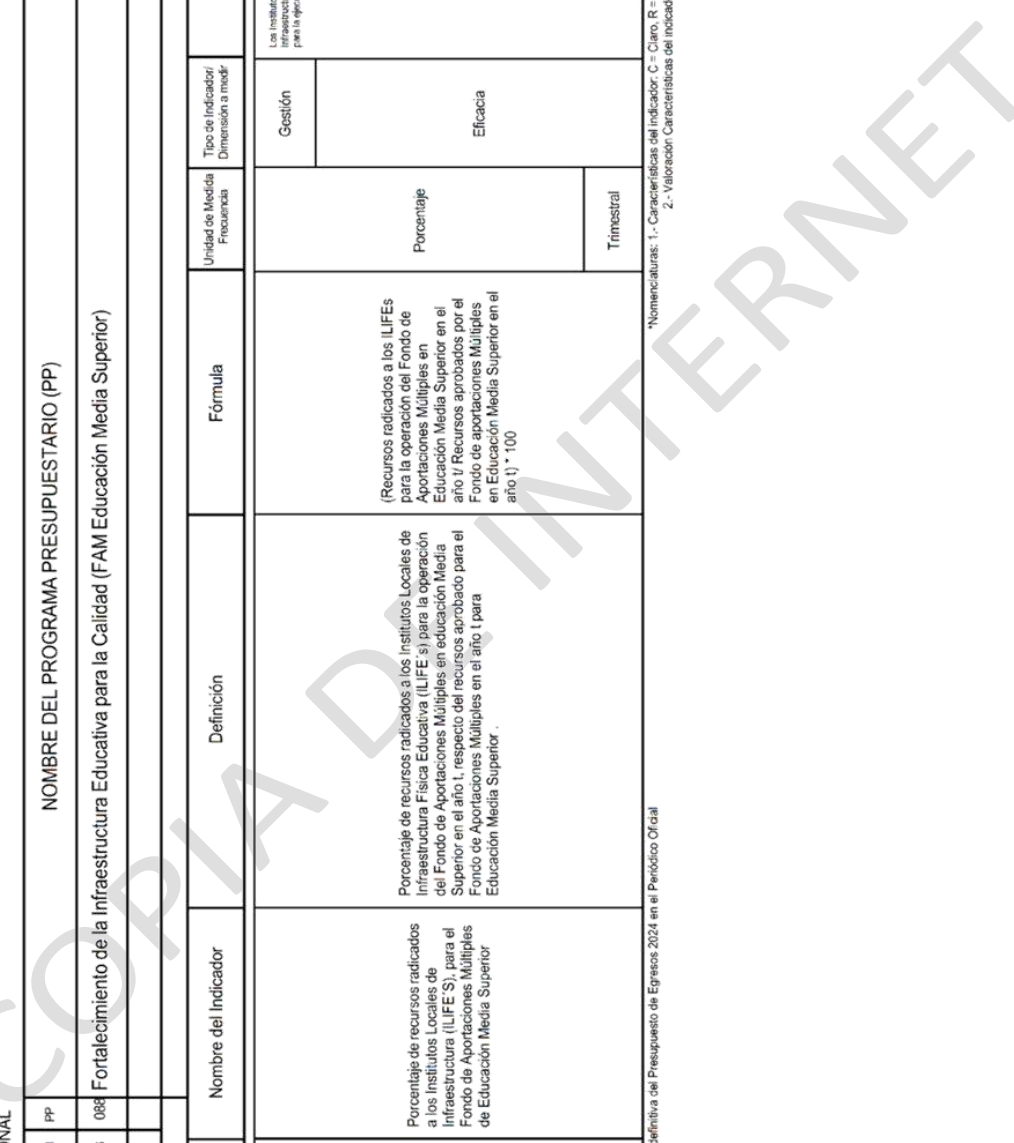 ONAL
PP
NOMBRE DEL PROGRAMA PRESUPUESTARIO (PP)
088 Fortalecimiento de la Infraestructura Educativa para la Calidad (FAM Educación Media Superior)
Nombre del Indicador
Definición
Fórmula
Unidad de Medida
Frecuencia
Tipo de Indicador/
Dimensión a medir
Porcentaje de recursos radicados
a los Institutos Locales de
Infraestructura (ILIFE´S), para el
Fondo de Aportaciones Múltiples
de Educación Media Superior
Porcentaje de recursos radicados a los Institutos Locales de
Infraestructura Física Educativa (ILIFE´s) para la operación
del Fondo de Aportaciones Múltiples en educación Media
Superior en el año t, respecto del recursos aprobado para el
Fondo de Aportaciones Múltiples en el año t para
Educación Media Superior .
(Recursos radicados a los ILIFEs
para la operación del Fondo de
Aportaciones Múltiples en
Educación Media Superior en el
año t/ Recursos aprobados por el
Fondo de aportaciones Múltiples
en Educación Media Superior en el
año t) * 100
Porcentaje
Trimestral
Gestión
Eficacia
Los Instituto
Infraestruct
para la ejec
definitiva del Presupuesto de Egresos 2024 en el Periódico Oficial
*Nomenclaturas: 1.- Características del indicador: C = Claro, R =
2.- Valoración Características del indicad
COPIA DE INTERNET